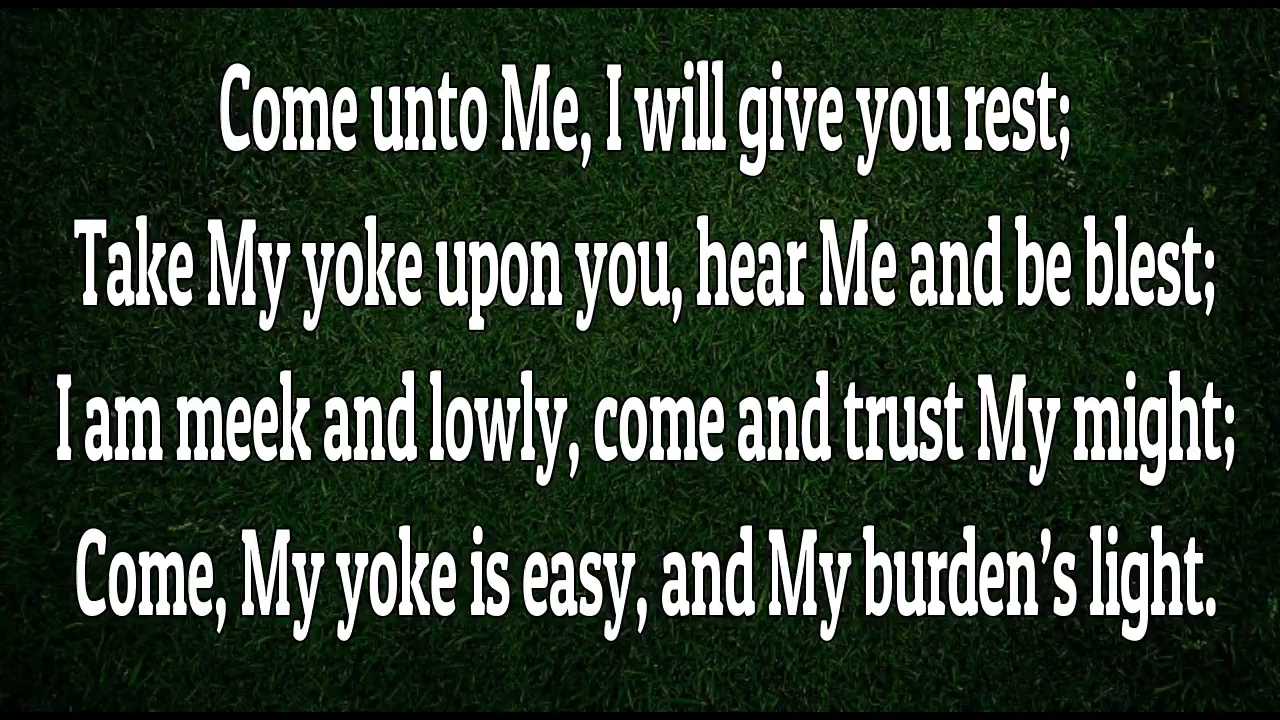 Come unto Me, I will give you rest;
Take My yoke upon you, hear Me and be blest;
I am meek and lowly, come and trust My might;
Come, My yoke is easy, and My burden’s light.